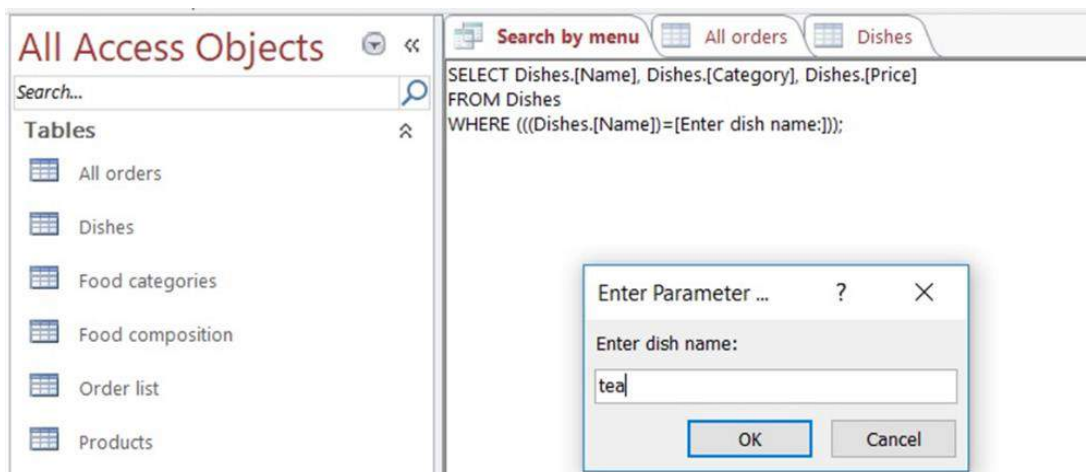 All Access Objects
Search...
Tables
All orders
Dishes
Food categories
Food composition
Order list
Products
Search by menu
All orders
Dishes
SELECT Dishes.[Name], Dishes.[Category], Dishes.[Price]
FROM Dishes
WHERE (((Dishes.[Name])=[Enter dish name:]));
Enter Parameter ...
?
Enter dish name:
tea
OK
Cancel